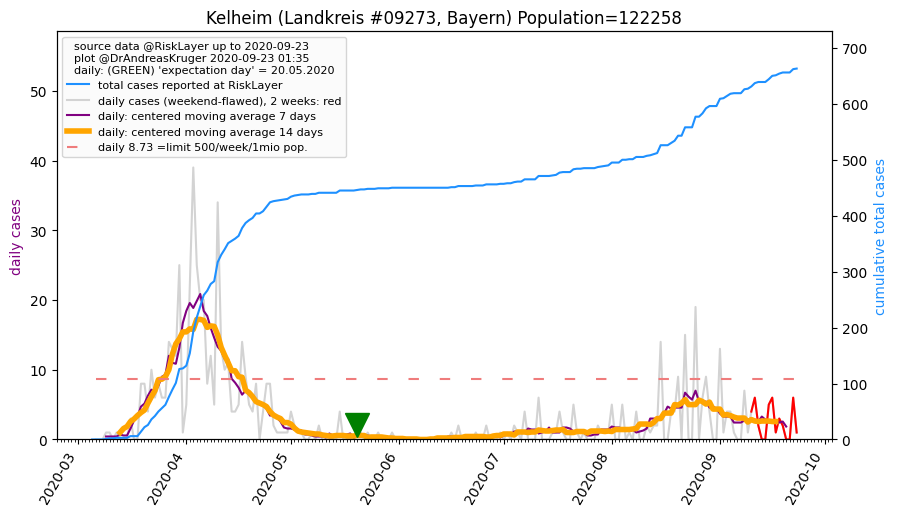 Kelheim (Landkreis #09273, Bayern) Population=122258
source data @RiskLayer up to 2020-09-23
plot @DrAndreasKruger 2020-09-23 01:35
daily: (GREEN) 'expectation day' = 20.05.2020
total cases reported at RiskLayer
daily cases (weekend-flawed), 2 weeks: red
daily: centered moving average 7 days
daily: centered moving average 14 days
daily 8.73 =limit 500/week/1mio pop.
daily cases
50
40
30
20
10
0
cumulative total cases
700
600
500
400
300
200
100
0
2020-03
2020-04
2020-05
2020-06
2020-07
2020-08
2020-09
2020-10